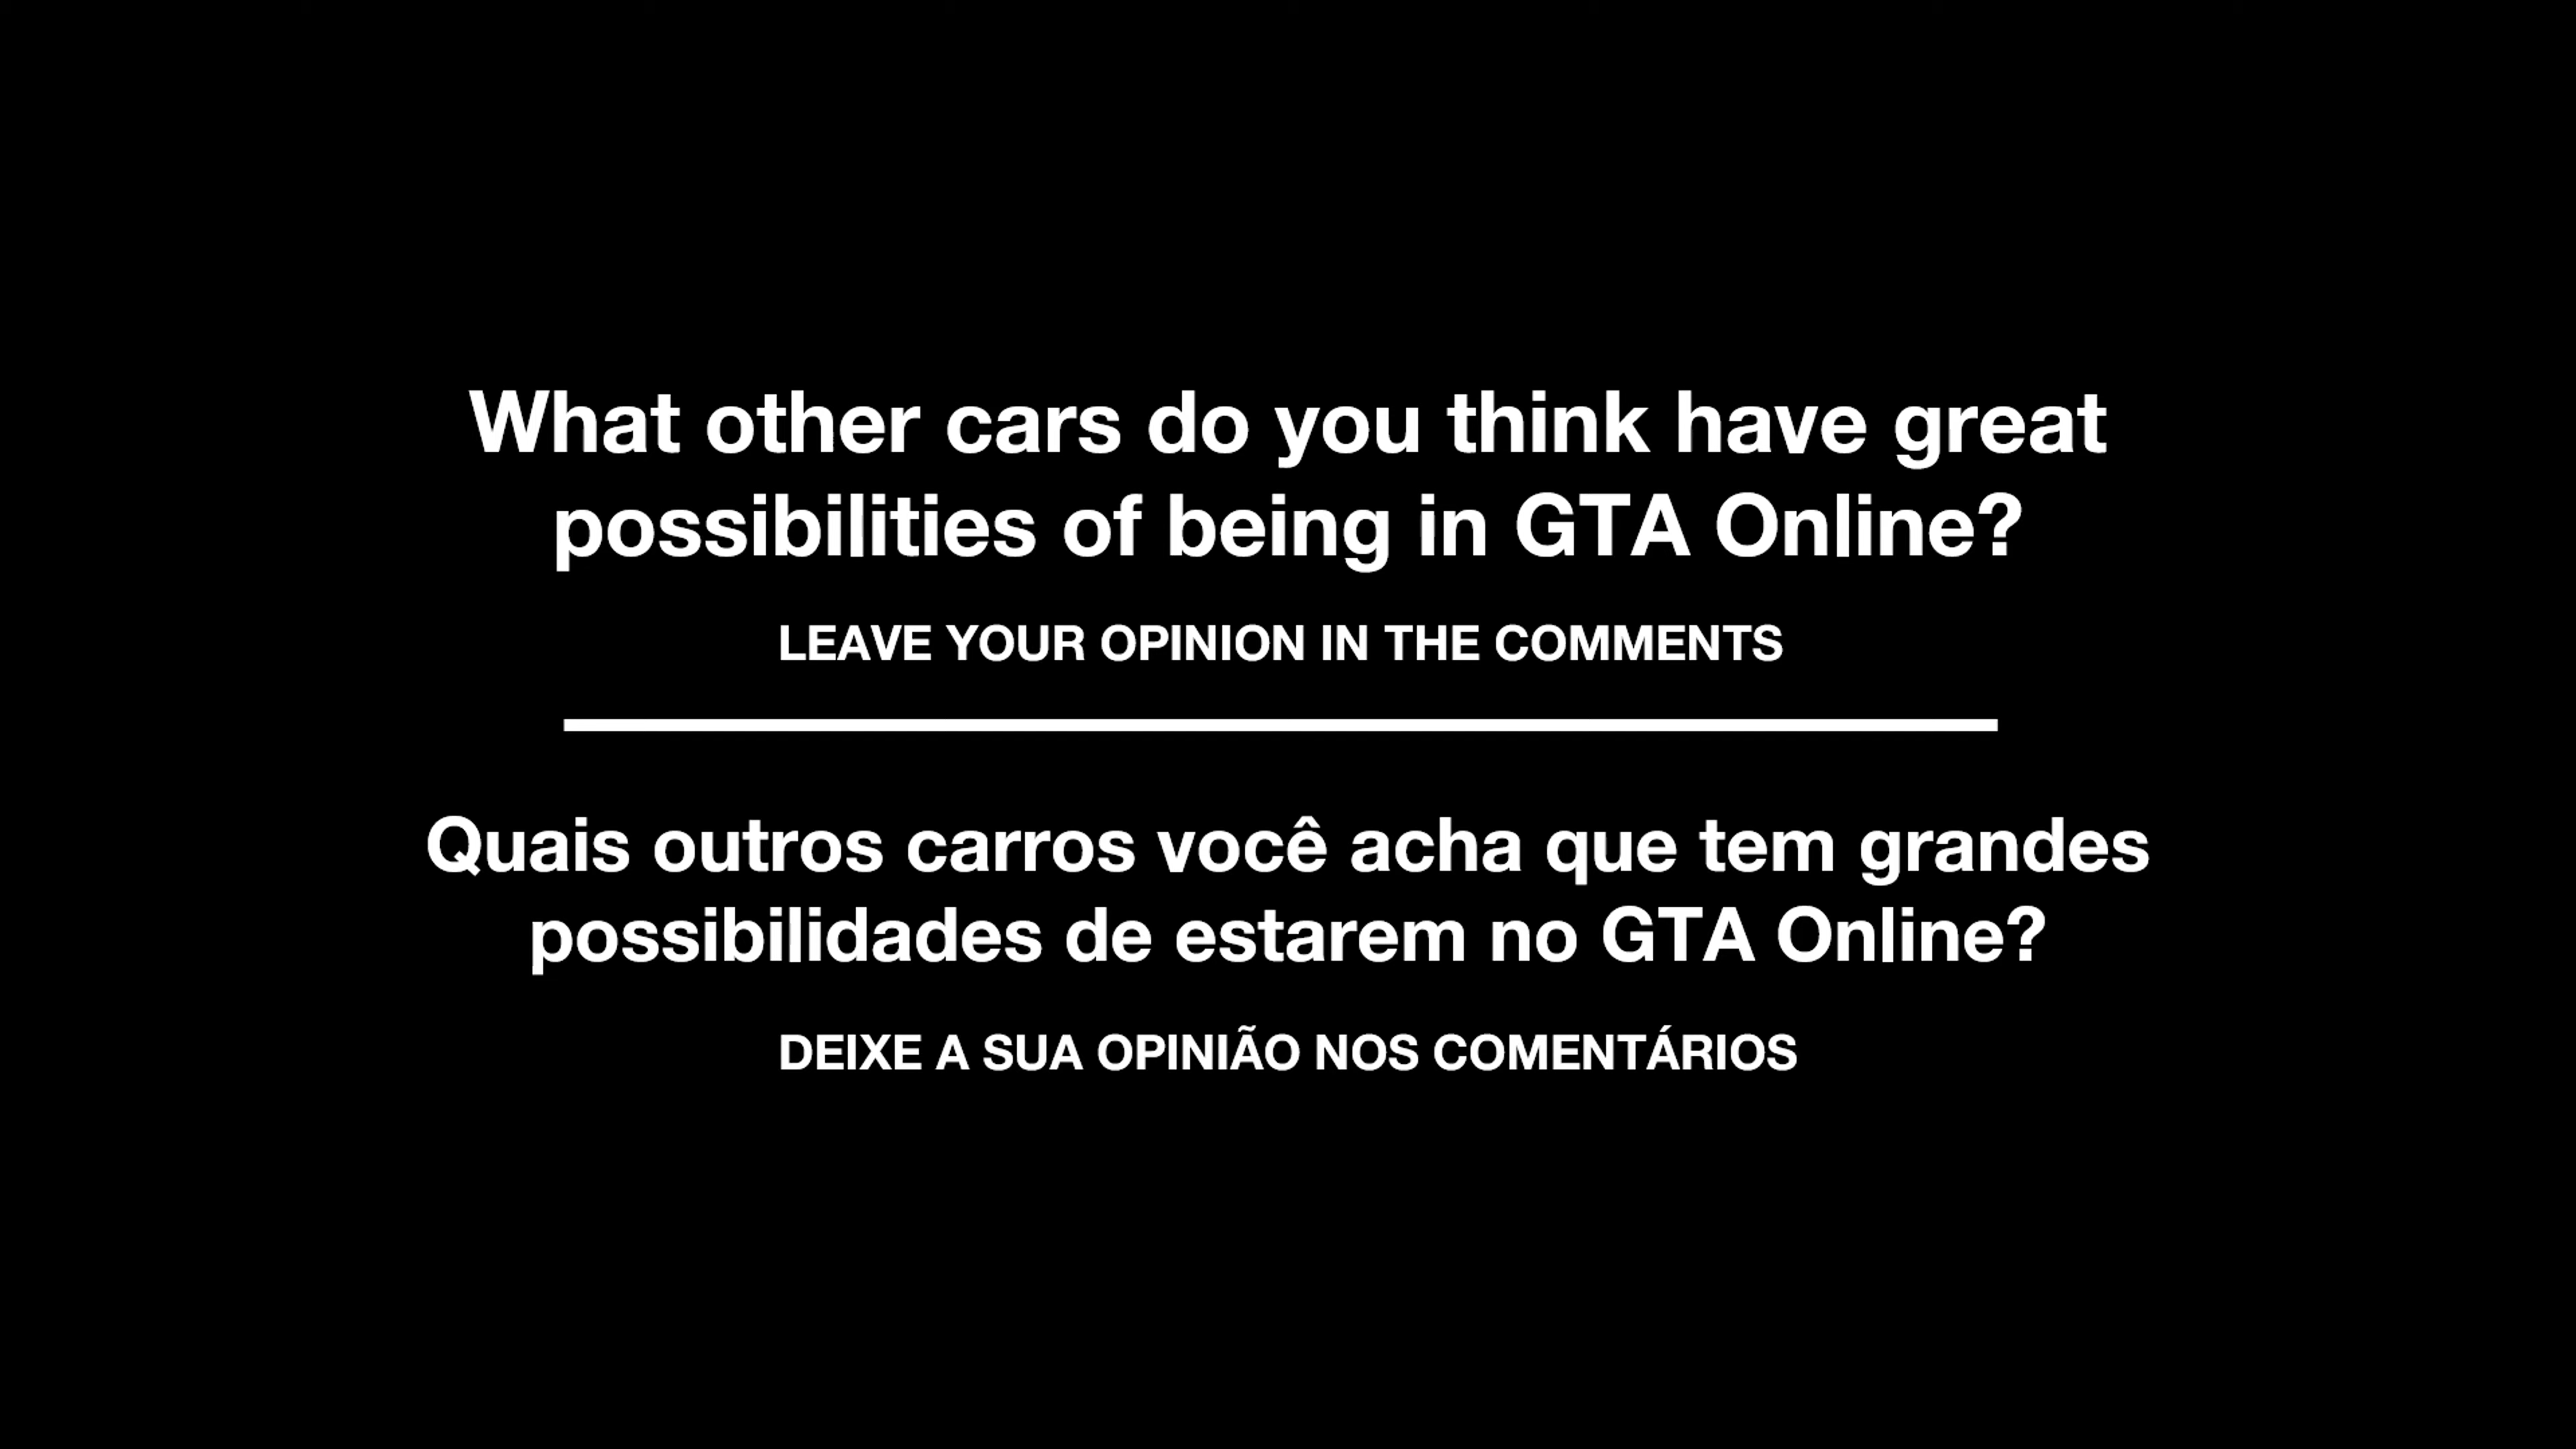 What other cars do you think have great
possibilities of being in GTA Online?
LEAVE YOUR OPINION IN THE COMMENTS
Quais outros carros você acha que tem grandes
possibilidades de estarem no GTA Online?
DEIXE A SUA OPINIÃO NOS COMENTÁRIOS